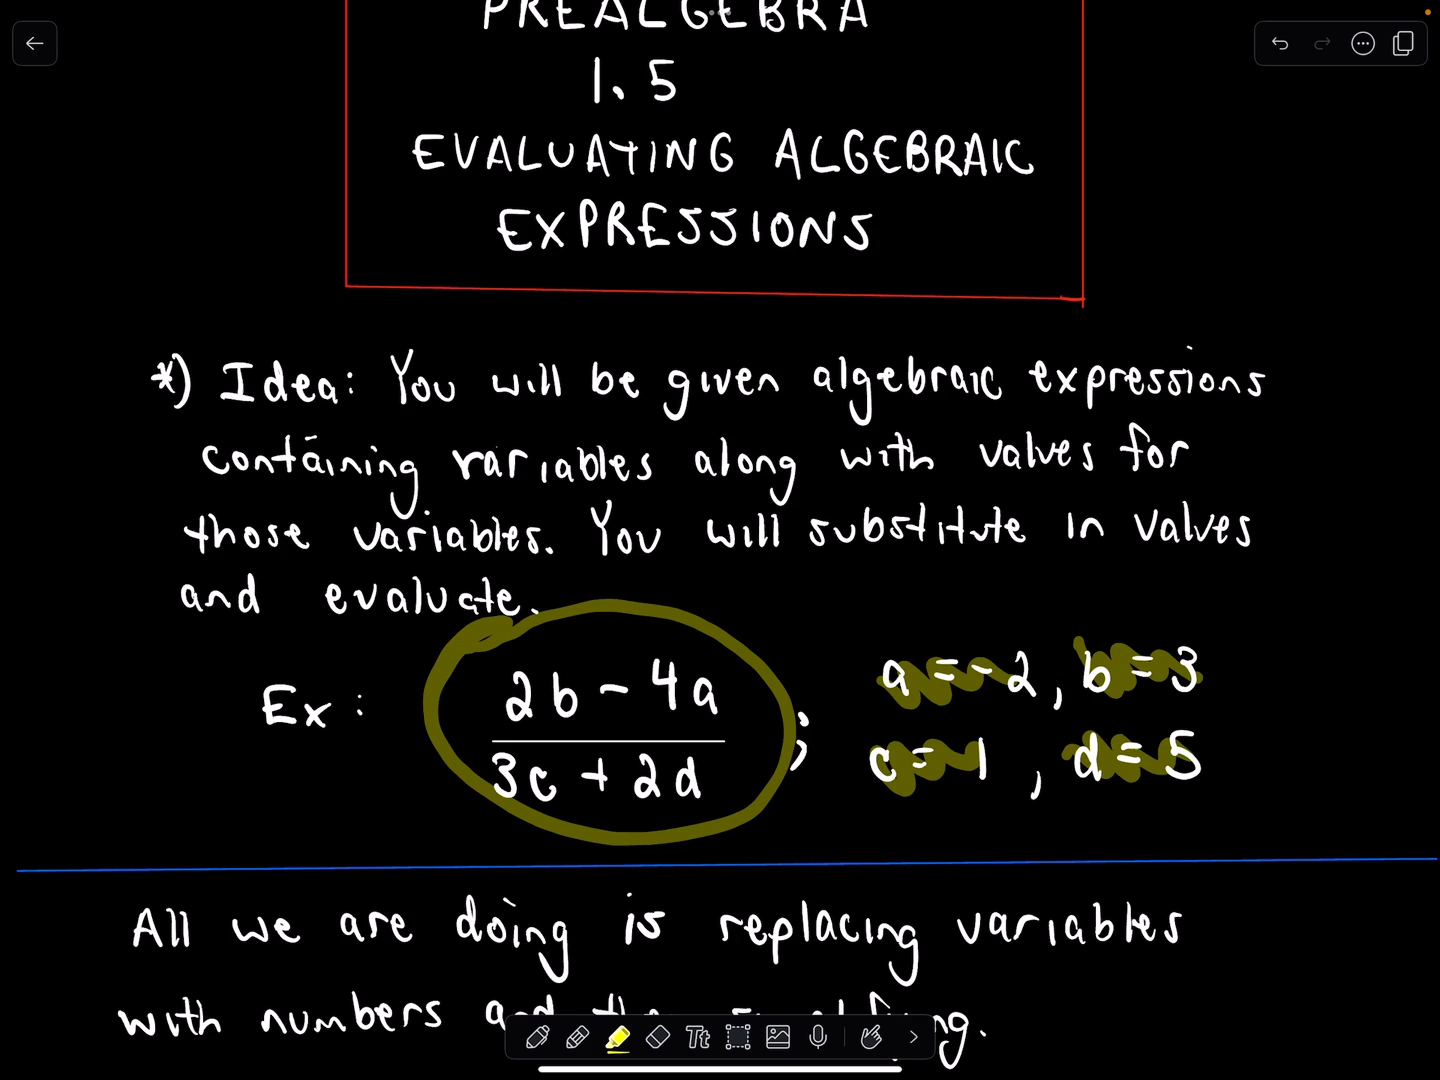 PREALGEBRA
1.5
EVALUATING ALGEBRAIC
EXPRESSIONS
*) Idea: You will be given algebraic expressions
containing variables along with values for
those variables. You will substitute in values
and evaluate.
Ex: 2b - 4a / 3c + 2d ; a = -2, b = 3
c = 1, d = 5
All we are doing is replacing variables
with numbers and
Tt